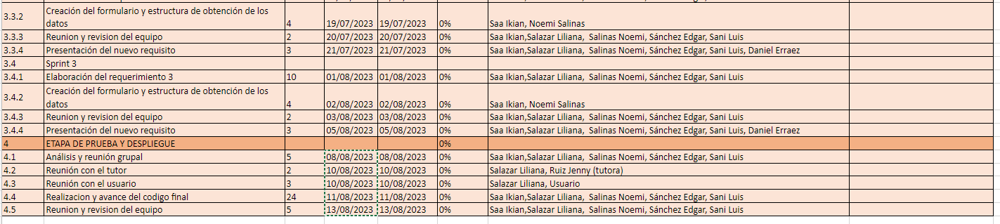 3.3.2 Creación del formulario y estructura de obtención de los
datos 4 19/07/2023 19/07/2023 0% Saa Ikian, Noemi Salinas
3.3.3 Reunion y revision del equipo 2 20/07/2023 20/07/2023 0% Saa Ikian,Salazar Liliana, Salinas Noemi, Sánchez Edgar, Sani Luis
3.3.4 Presentación del nuevo requisito 3 21/07/2023 21/07/2023 0% Saa Ikian,Salazar Liliana, Salinas Noemi, Sánchez Edgar, Sani Luis, Daniel Erraez
3.4 Sprint 3
3.4.1 Elaboración del requerimiento 3 10 01/08/2023 01/08/2023 0% Saa Ikian,Salazar Liliana, Salinas Noemi, Sánchez Edgar, Sani Luis
3.4.2 Creación del formulario y estructura de obtención de los
datos 4 02/08/2023 02/08/2023 0% Saa Ikian, Noemi Salinas
3.4.3 Reunion y revision del equipo 2 03/08/2023 03/08/2023 0% Saa Ikian,Salazar Liliana, Salinas Noemi, Sánchez Edgar, Sani Luis
3.4.4 Presentación del nuevo requisito 3 05/08/2023 05/08/2023 0% Saa Ikian,Salazar Liliana, Salinas Noemi, Sánchez Edgar, Sani Luis, Daniel Erraez
4 ETAPA DE PRUEBA Y DESPLIEGUE 0%
4.1 Análisis y reunión grupal 5 08/08/2023 08/08/2023 0% Saa Ikian,Salazar Liliana, Salinas Noemi, Sánchez Edgar, Sani Luis
4.2 Reunión con el tutor 2 10/08/2023 10/08/2023 0% Salazar Liliana, Ruiz Jenny (tutora)
4.3 Reunión con el usuario 3 10/08/2023 10/08/2023 0% Salazar Liliana, Usuario
4.4 Realizacion y avance del codigo final 24 11/08/2023 11/08/2023 0% Saa Ikian,Salazar Liliana, Salinas Noemi, Sánchez Edgar, Sani Luis
4.5 Reunion y revision del equipo 5 13/08/2023 13/08/2023 0% Saa Ikian,Salazar Liliana, Salinas Noemi, Sánchez Edgar, Sani Luis